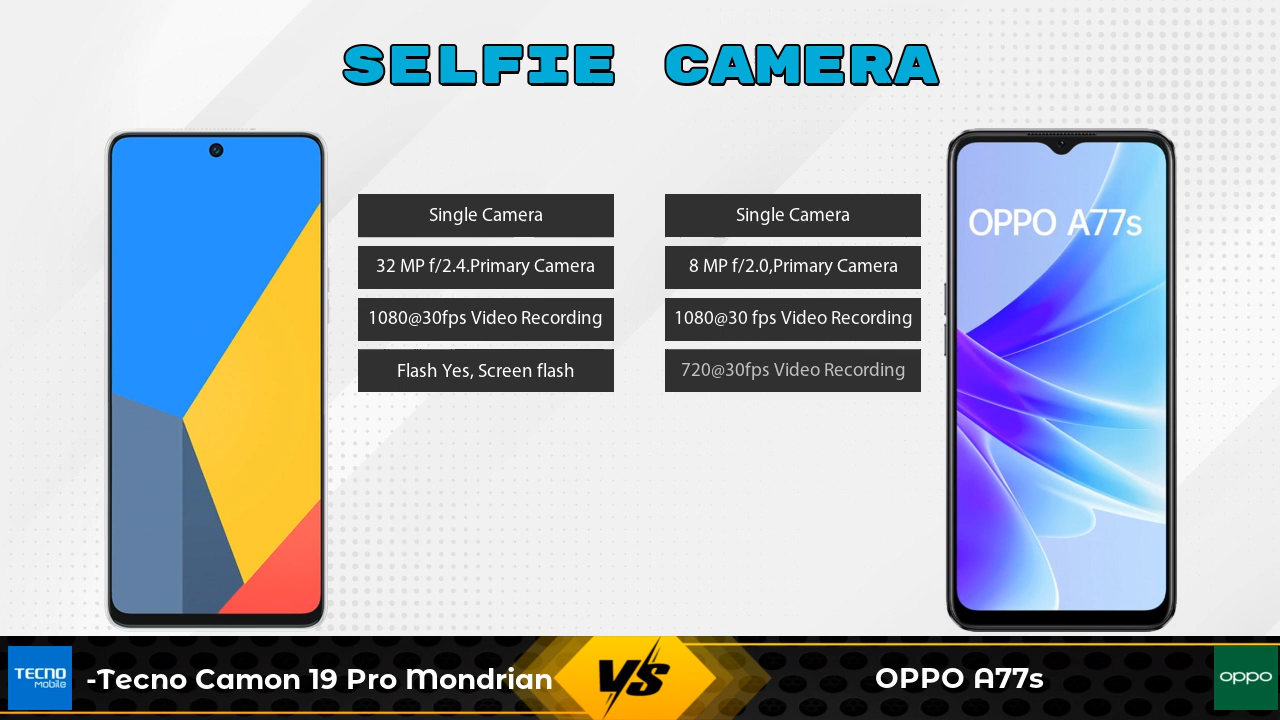 SELFIE CAMERA
Single Camera
32 MP f/2.4.Primary Camera
1080@30fps Video Recording
Flash Yes, Screen flash
Single Camera
8 MP f/2.0,Primary Camera
1080@30 fps Video Recording
720@30fps Video Recording
OPPO A77s
TECNO
mobile
-Tecno Camon 19 Pro Mondrian
VS
OPPO A77s
oppo